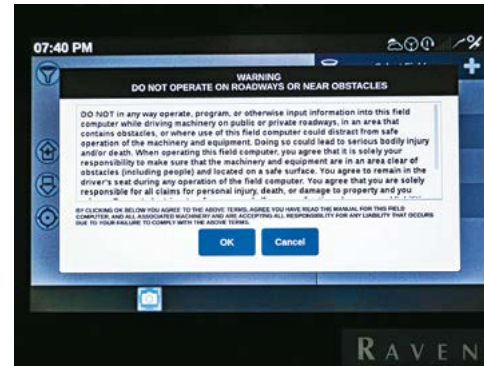 07:40 PM
WARNING
DO NOT OPERATE ON ROADWAYS OR NEAR OBSTACLES
DO NOT in any way operate, program, or otherwise input information into this field
computer while driving machinery on public or private roadways, in an area that
contains obstacles, or where use of this field computer could distract from safe
operation of the machinery and equipment. Doing so could lead to serious bodily injury
and/or death. When operating this field computer, you agree that it is solely your
responsibility to make sure that the machinery and equipment are in an area clear of
obstacles (including people) and located on a safe surface. You agree to remain in the
driver's seat during any operation of the field computer. You agree that you are solely
responsible for all claims for personal injury, death, or damage to property and you
BY CLICKING OK BELOW YOU AGREE TO THE ABOVE TERMS, AGREE YOU HAVE READ THE MANUAL FOR THIS FIELD
COMPUTER, AND ALL ASSOCIATED MACHINERY AND ARE ACCEPTING ALL RESPONSIBILITY FOR ANY LIABILITY THAT OCCURS
DUE TO YOUR FAILURE TO COMPLY WITH THE ABOVE TERMS.
OK Cancel
RAVEN